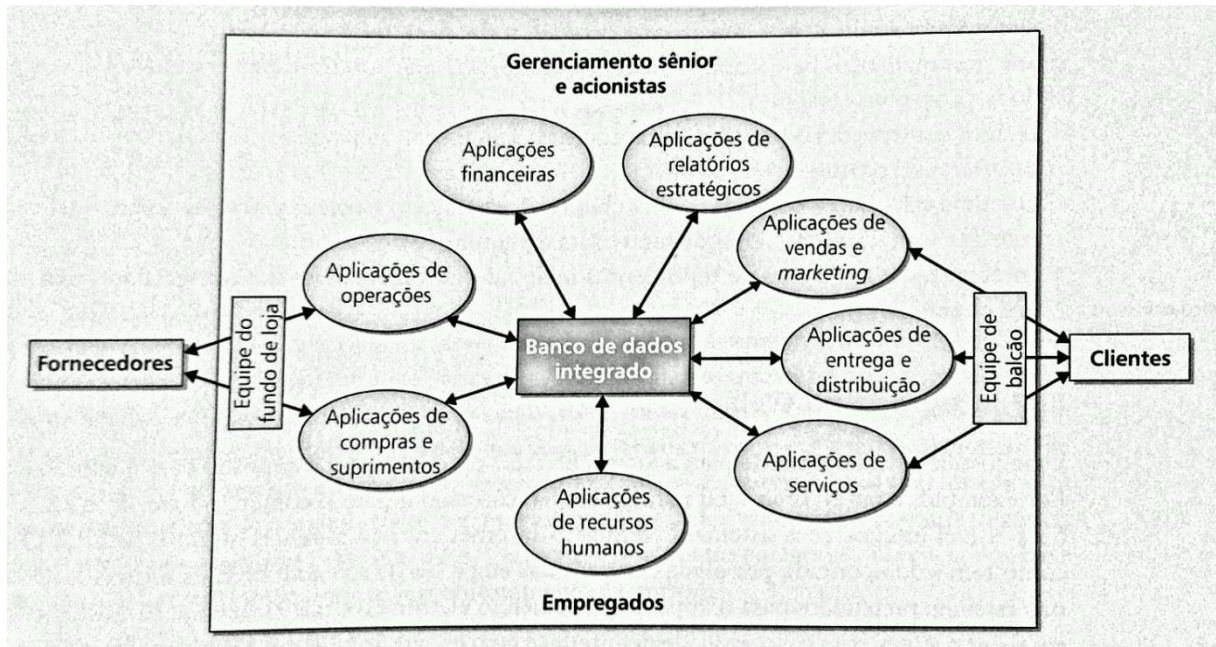 Gerenciamento sênior
e acionistas
Aplicações
financeiras
Aplicações de
relatórios
estratégicos
Aplicações de
vendas e
marketing
Aplicações de
operações
Fornecedores
Equipe do
fundo de loja
Banco de dados
integrado
Aplicações de
entrega e
distribuição
Equipe de
balcão
Clientes
Aplicações de
compras e
suprimentos
Aplicações de
serviços
Aplicações
de recursos
humanos
Empregados